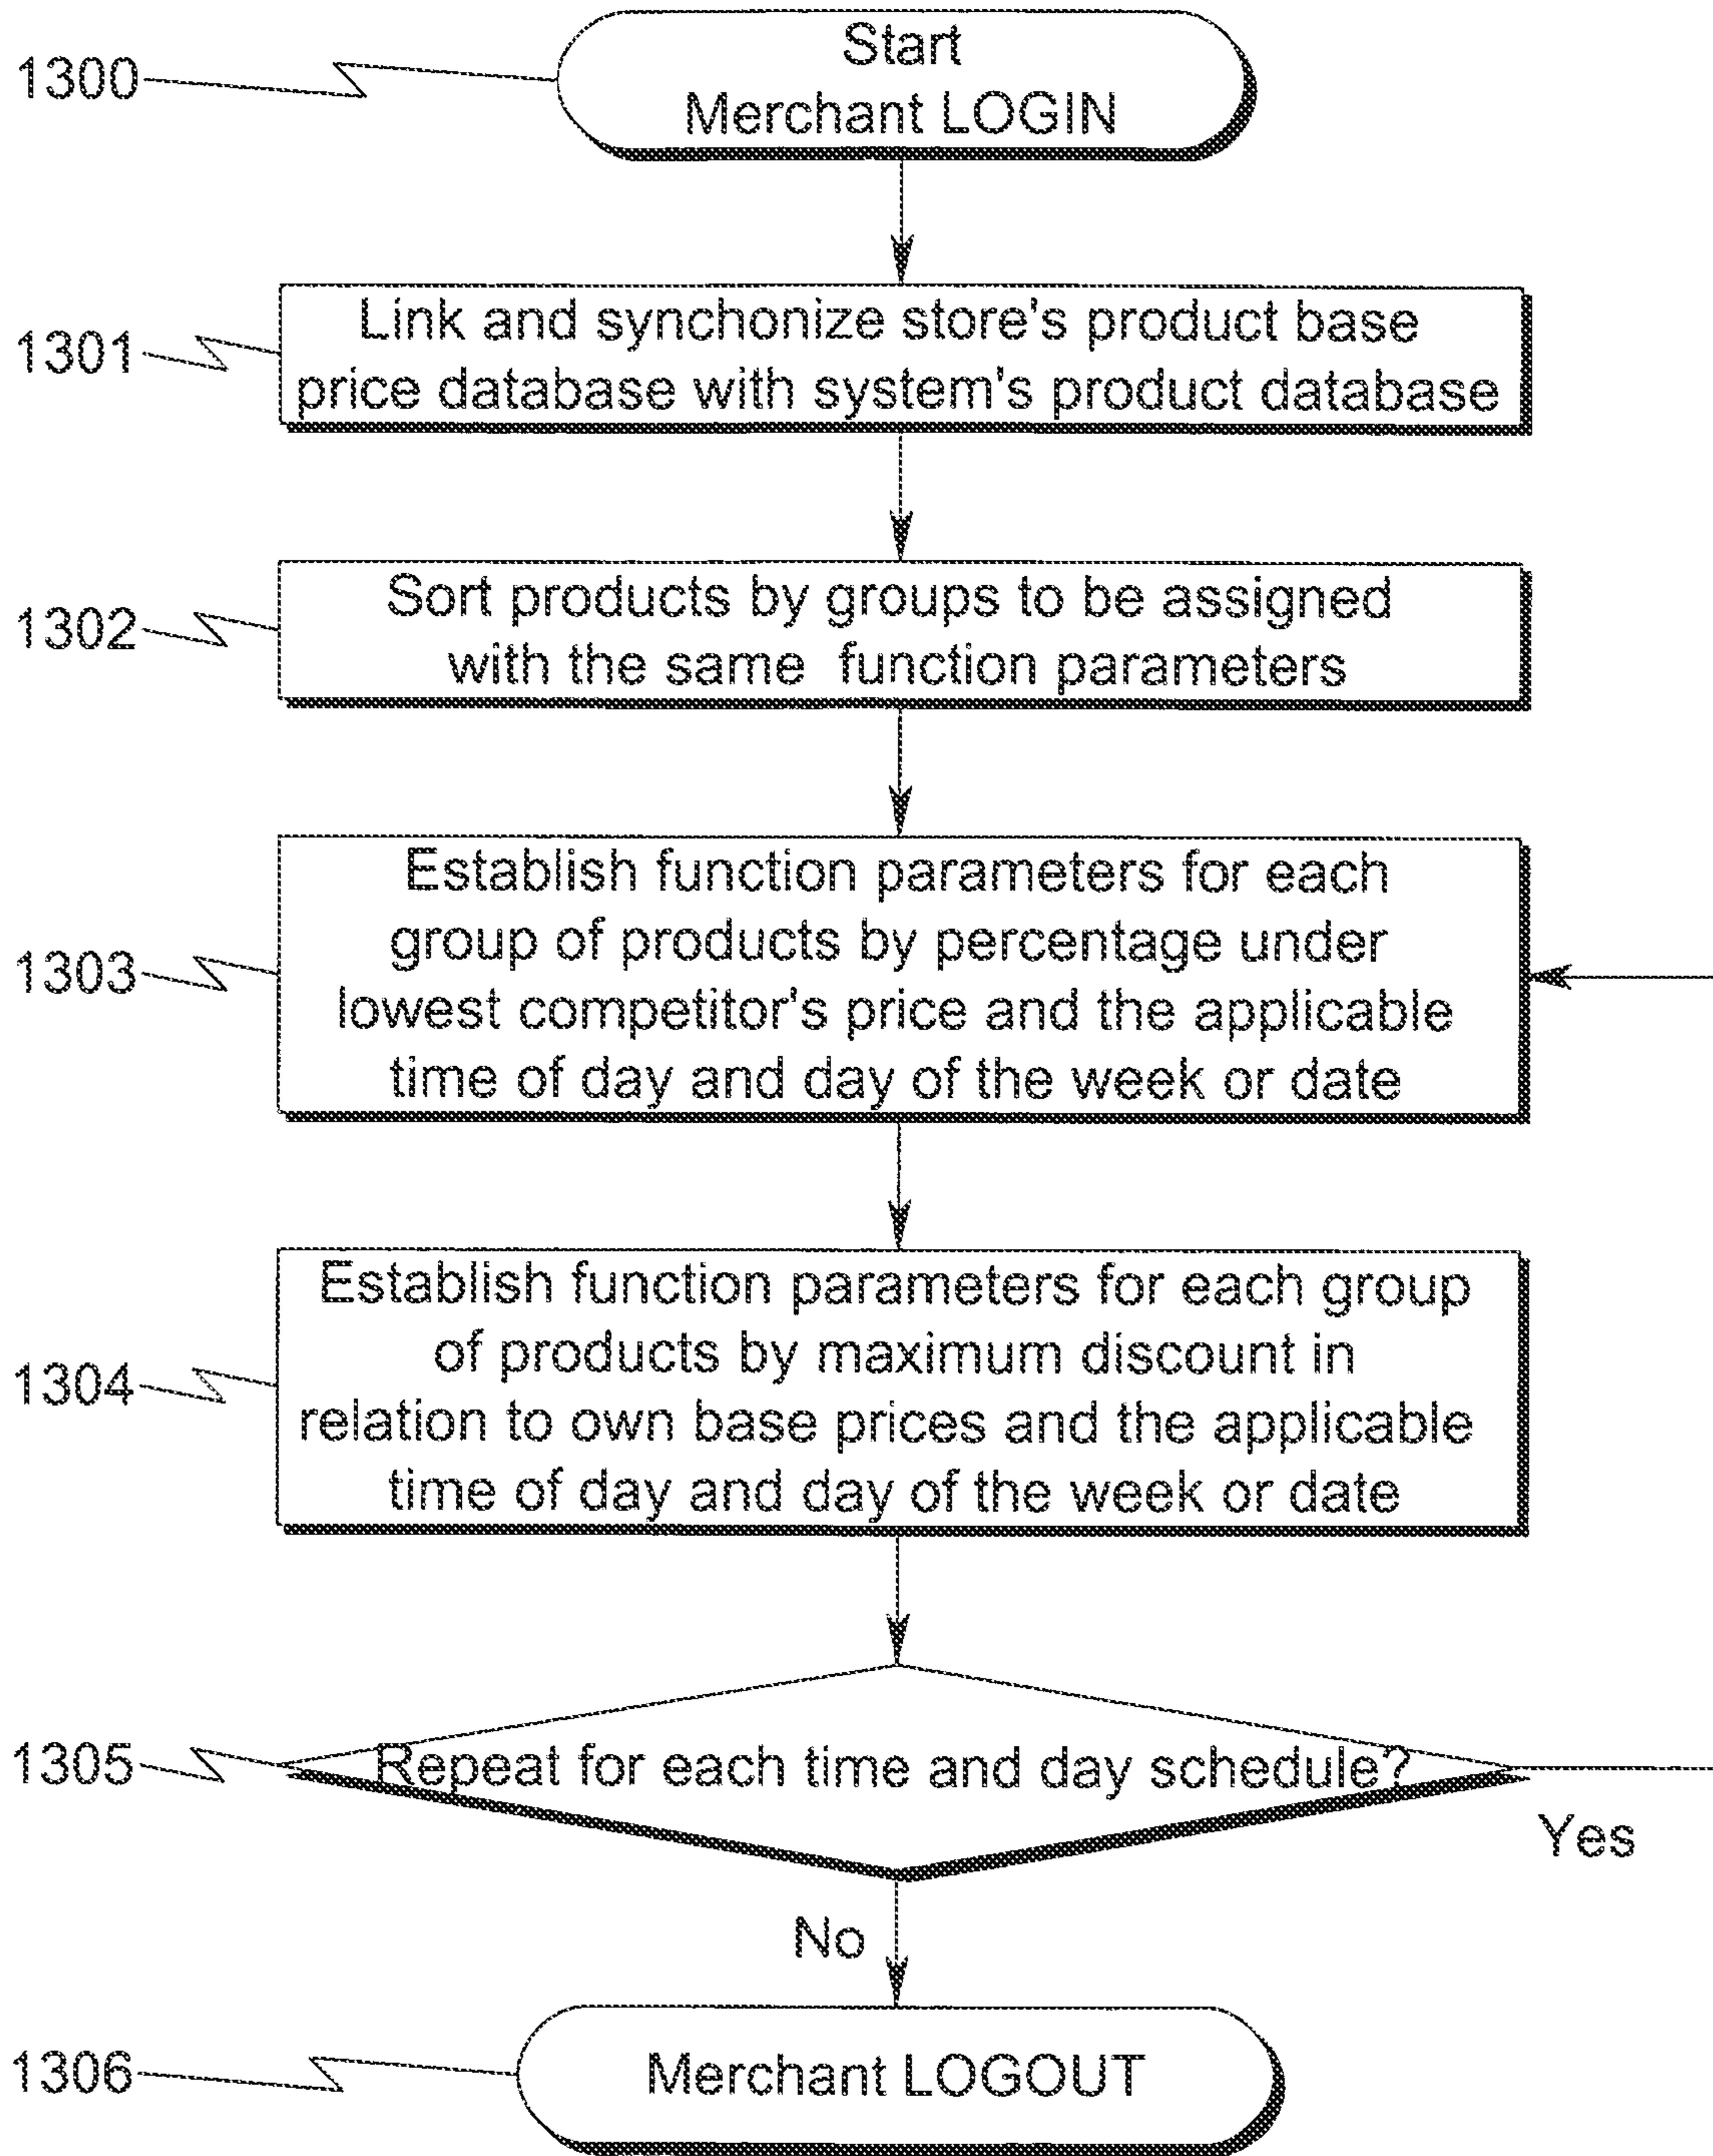 1300
Start
Merchant LOGIN
1301
Link and synchonize store's product base
price database with system's product database
1302
Sort products by groups to be assigned
with the same function parameters
1303
Establish function parameters for each
group of products by percentage under
lowest competitor's price and the applicable
time of day and day of the week or date
1304
Establish function parameters for each group
of products by maximum discount in
relation to own base prices and the applicable
time of day and day of the week or date
1305
Repeat for each time and day schedule?
Yes
No
1306
Merchant LOGOUT